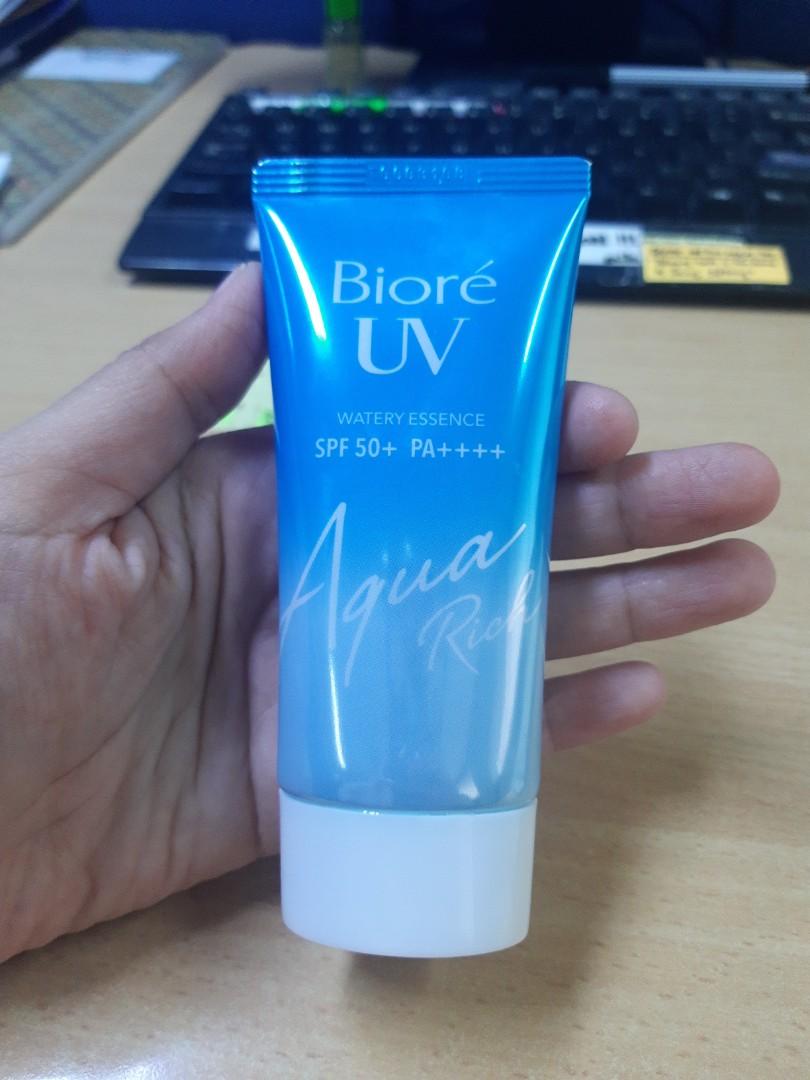 Bioré
UV
WATERY ESSENCE
SPF 50+ PA++++
Aqua
Rich